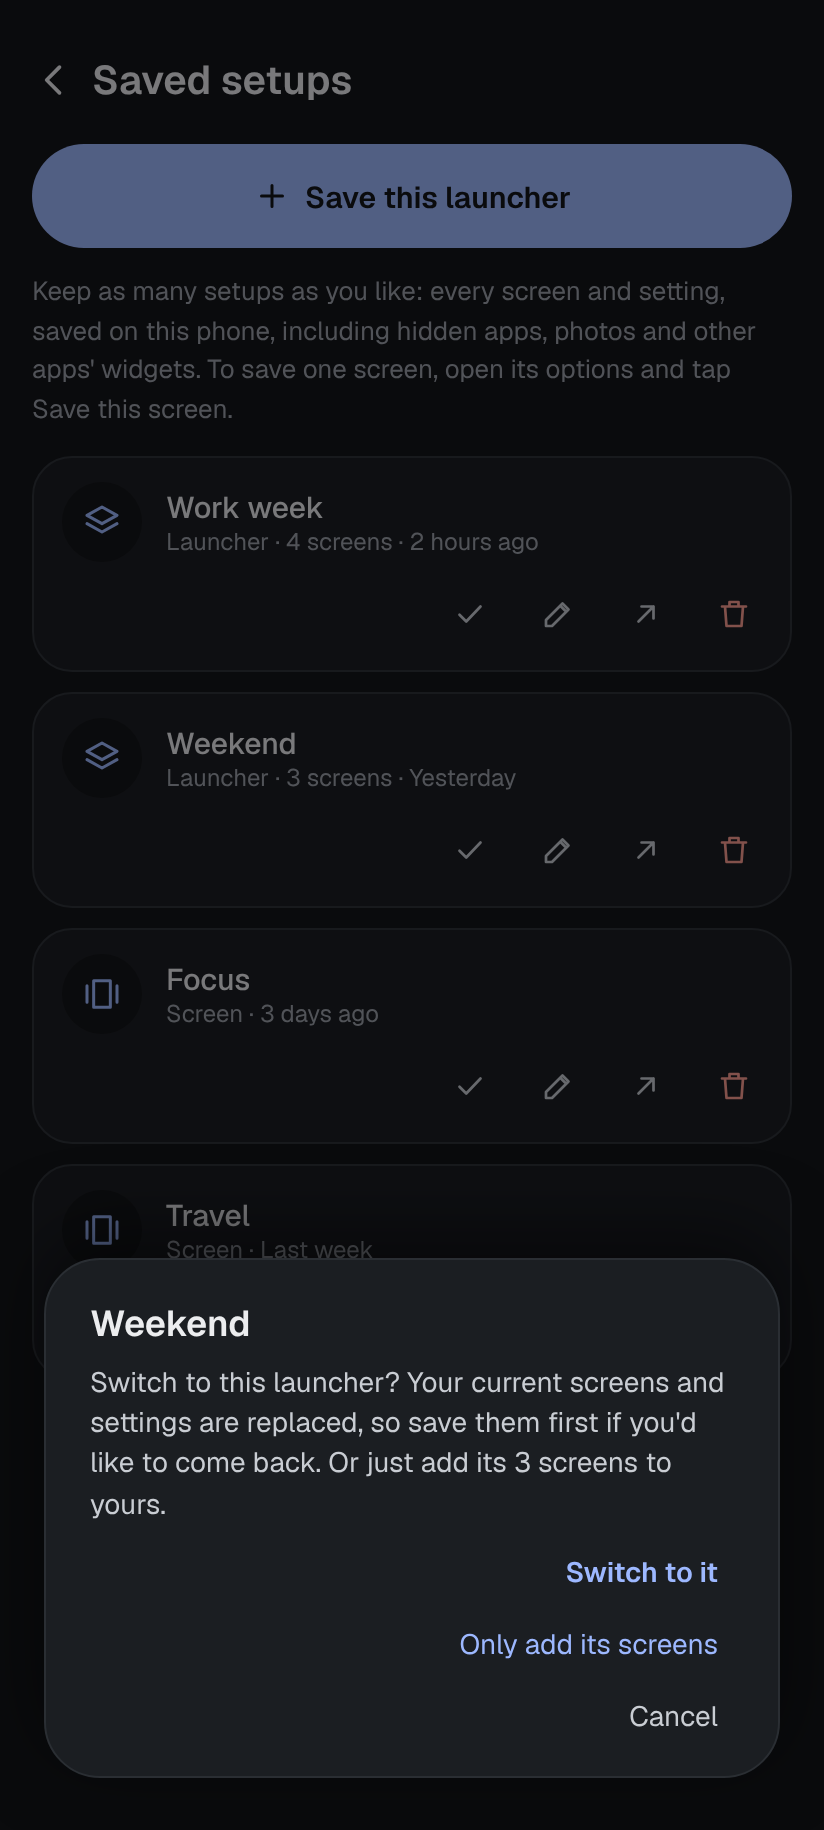 Saved setups
Save this launcher
Keep as many setups as you like: every screen and setting,
saved on this phone, including hidden apps, photos and other
apps' widgets. To save one screen, open its options and tap
Save this screen.
Work week
Launcher · 4 screens · 2 hours ago
Weekend
Launcher · 3 screens · Yesterday
Focus
Screen · 3 days ago
Travel
Screen · Last week
Weekend
Switch to this launcher? Your current screens and
settings are replaced, so save them first if you'd
like to come back. Or just add its 3 screens to
yours.
Switch to it
Only add its screens
Cancel